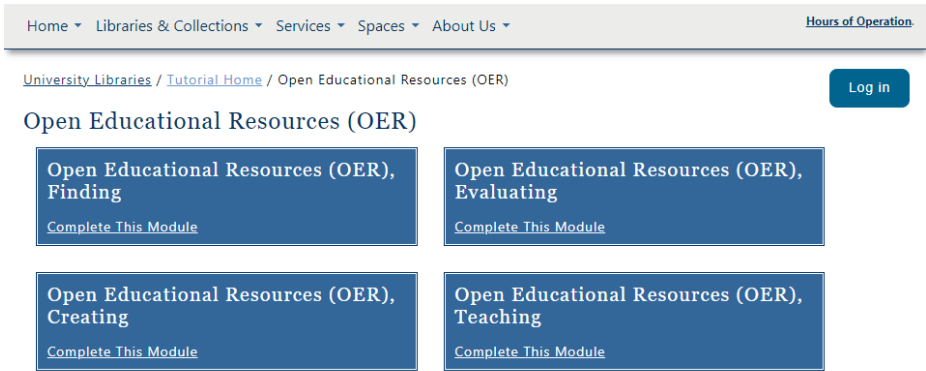 Home Libraries & Collections Services Spaces About Us Hours of Operation.
University Libraries / Tutorial Home / Open Educational Resources (OER)
Log in
Open Educational Resources (OER)
Open Educational Resources (OER),
Finding
Complete This Module
Open Educational Resources (OER),
Evaluating
Complete This Module
Open Educational Resources (OER),
Creating
Complete This Module
Open Educational Resources (OER),
Teaching
Complete This Module